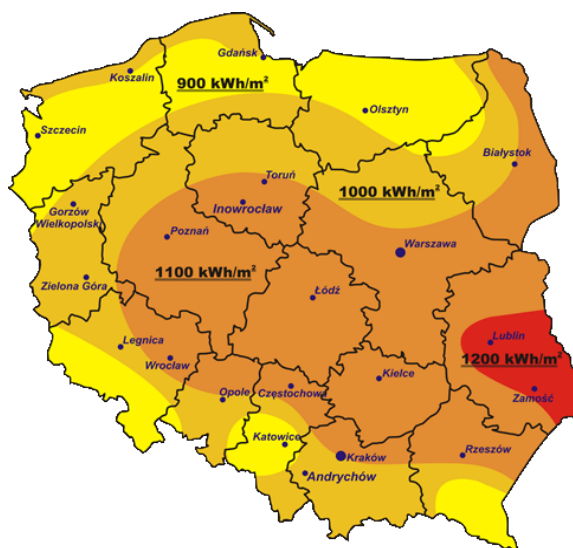 Gdańsk
Koszalin
900 kWh/m²
Olsztyn
Szczecin
Białystok
Toruń
1000 kWh/m²
Gorzów
Wielkopolski
Inowrocław
Poznań
Warszawa
1100 kWh/m²
Zielona Góra
Łódź
Legnica
Lublin
1200 kWh/m²
Wrocław
Kielce
Opole
Częstochowa
Zamość
Katowice
Kraków
Rzeszów
Andrychów